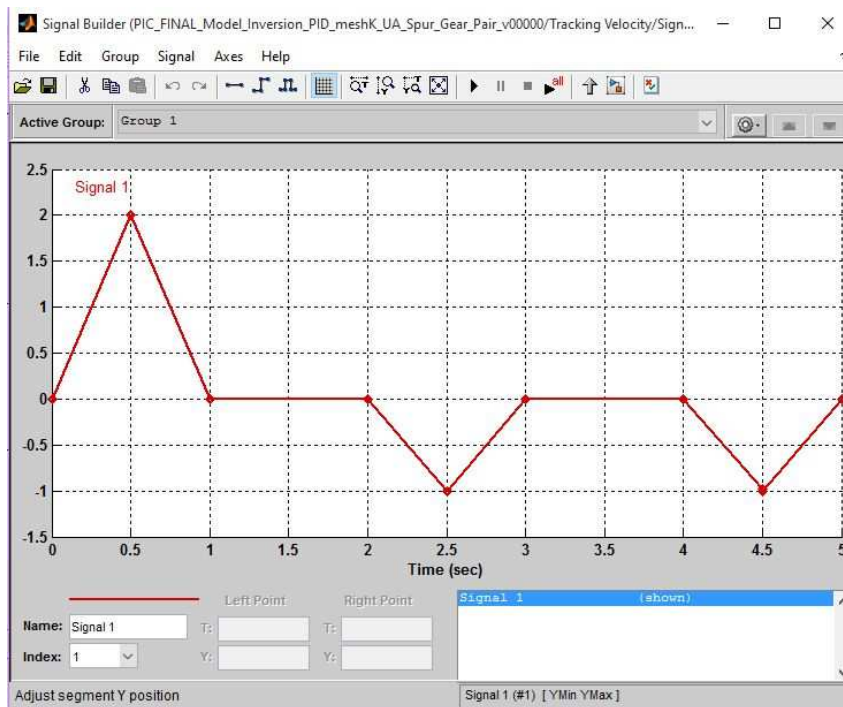 Signal Builder (PIC_FINAL_Model_Inversion_PID_meshK_UA_Spur_Gear_Pair_v00000/Tracking Velocity/Sign...
File Edit Group Signal Axes Help
all
Active Group: Group 1
2.5
Signal 1
2
1.5
1
0.5
0
-0.5
-1
-1.5
0 0.5 1 1.5 2 2.5 3 3.5 4 4.5 5
Time (sec)
Left Point Right Point
Signal 1 (shown)
Name: Signal 1 T: T:
Index: 1 Y: Y:
Adjust segment Y position
Signal 1 (#1) [ YMin YMax ]